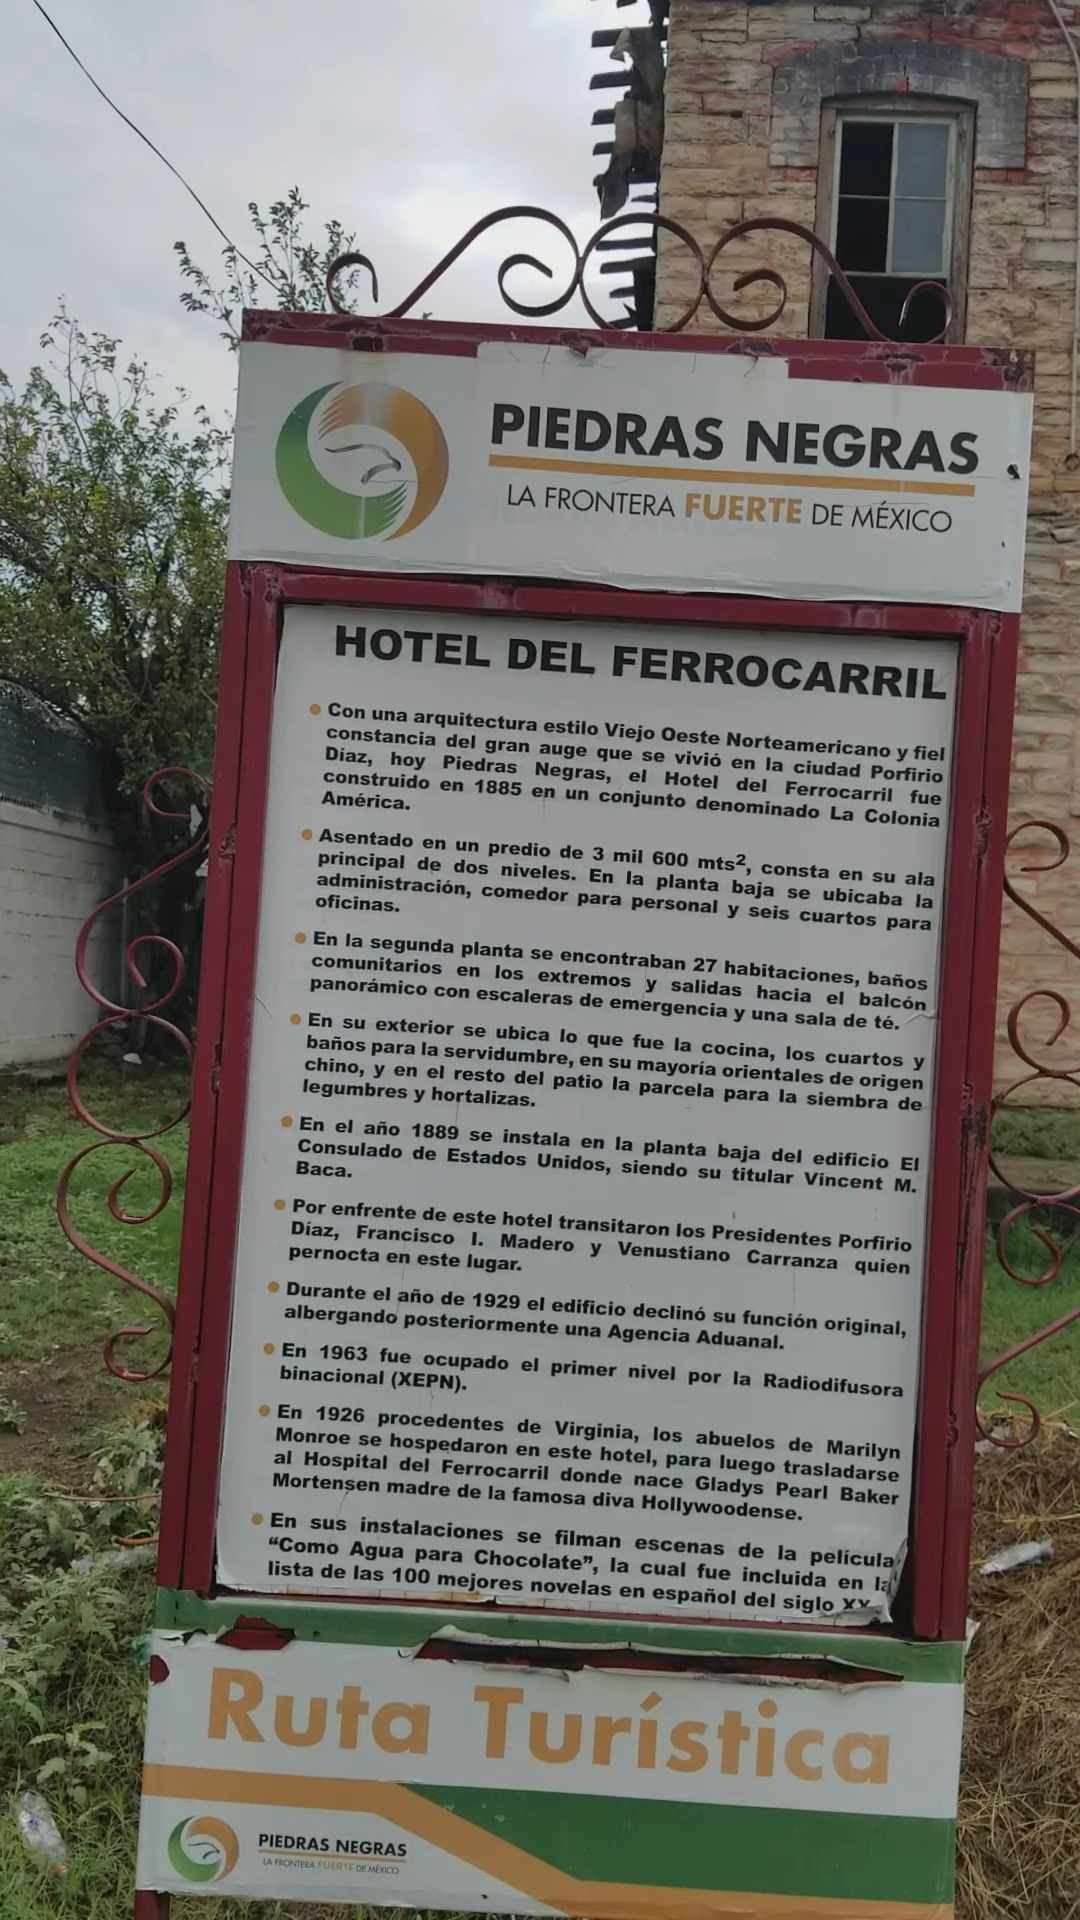 PIEDRAS NEGRAS
LA FRONTERA FUERTE DE MÉXICO
HOTEL DEL FERROCARRIL
Con una arquitectura estilo Viejo Oeste Norteamericano y fiel
constancia del gran auge que se vivió en la ciudad Porfirio
Díaz, hoy Piedras Negras, el Hotel del Ferrocarril fue
construido en 1885 en un conjunto denominado La Colonia
América.
Asentado en un predio de 3 mil 600 mts², consta en su ala
principal de dos niveles. En la planta baja se ubicaba la
administración, comedor para personal y seis cuartos para
oficinas.
En la segunda planta se encontraban 27 habitaciones, baños
comunitarios en los extremos y salidas hacia el balcón
panorámico con escaleras de emergencia y una sala de té.
En su exterior se ubica lo que fue la cocina, los cuartos y
baños para la servidumbre, en su mayoría orientales de origen
chino, y en el resto del patio la parcela para la siembra de
legumbres y hortalizas.
En el año 1889 se instala en la planta baja del edificio El
Consulado de Estados Unidos, siendo su titular Vincent M.
Baca.
Por enfrente de este hotel transitaron los Presidentes Porfirio
Díaz, Francisco I. Madero y Venustiano Carranza quien
pernocta en este lugar.
Durante el año de 1929 el edificio declinó su función original,
albergando posteriormente una Agencia Aduanal.
En 1963 fue ocupado el primer nivel por la Radiodifusora
binacional (XEPN).
En 1926 procedentes de Virginia, los abuelos de Marilyn
Monroe se hospedaron en este hotel, para luego trasladarse
al Hospital del Ferrocarril donde nace Gladys Pearl Baker
Mortensen madre de la famosa diva Hollywoodense.
En sus instalaciones se filman escenas de la película
“Como Agua para Chocolate”, la cual fue incluida en la
lista de las 100 mejores novelas en español del siglo XX
Ruta Turística
PIEDRAS NEGRAS
LA FRONTERA FUERTE DE MÉXICO